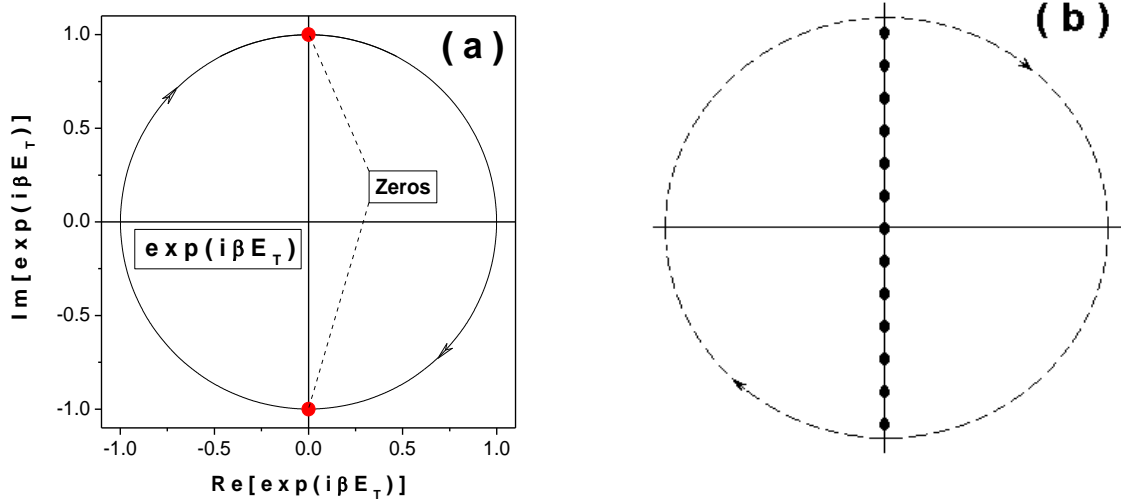 (a)
(b)
1.0
0.5
0.0
-0.5
-1.0
Im[exp(iβE_T)]
Zeros
exp(iβE_T)
-1.0 -0.5 0.0 0.5 1.0
Re[exp(iβE_T)]